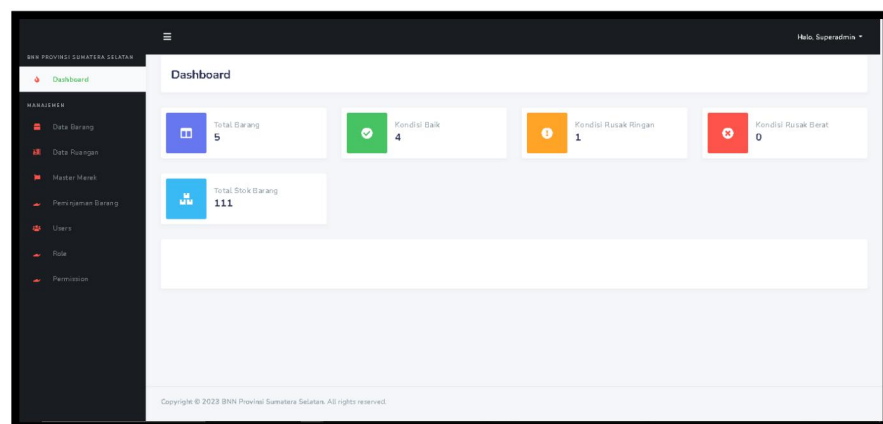 Halo, Superadmin
BNN PROVINSI SUMATERA SELATAN
Dashboard
MANAJEMEN
Data Barang
Data Ruangan
Master Merek
Peminjaman Barang
Users
Role
Permission
Dashboard
Total Barang
5
Kondisi Baik
4
Kondisi Rusak Ringan
1
Kondisi Rusak Berat
0
Total Stok Barang
111
Copyright © 2023 BNN Provinsi Sumatera Selatan. All rights reserved.